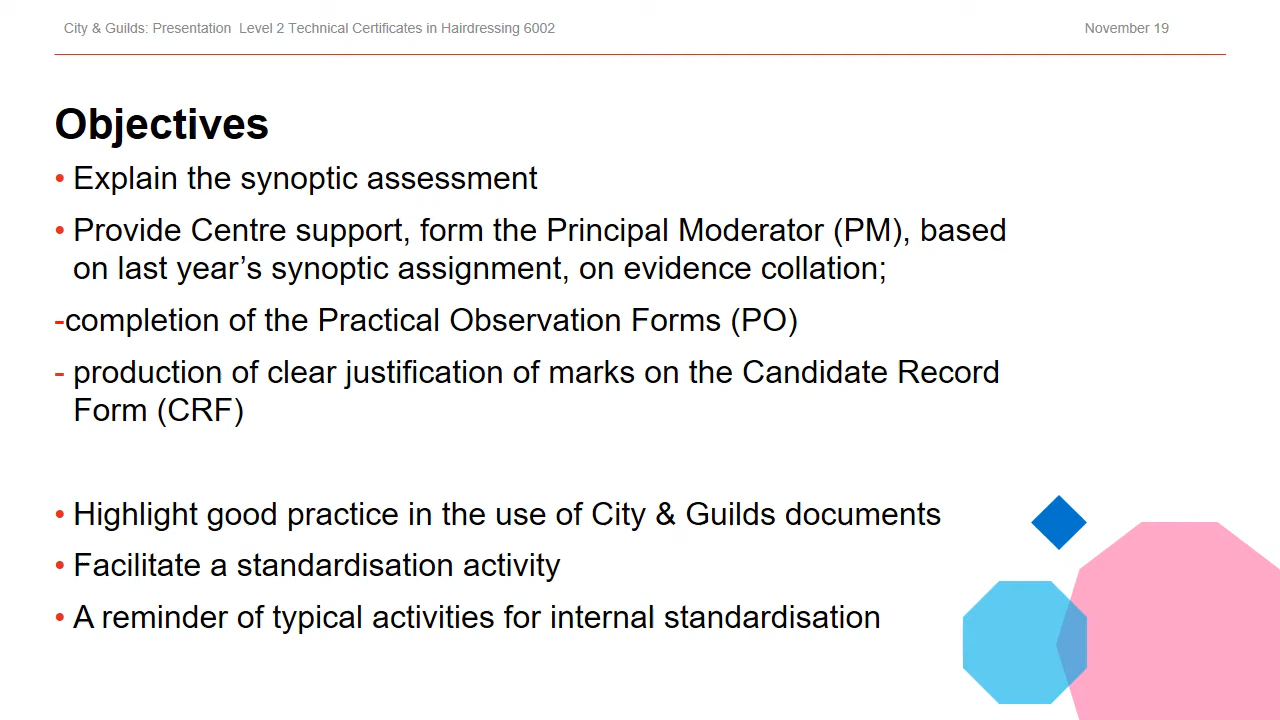 City & Guilds: Presentation  Level 2 Technical Certificates in Hairdressing 6002
November 19
Objectives
• Explain the synoptic assessment
• Provide Centre support, form the Principal Moderator (PM), based
on last year’s synoptic assignment, on evidence collation;
-completion of the Practical Observation Forms (PO)
- production of clear justification of marks on the Candidate Record
Form (CRF)
• Highlight good practice in the use of City & Guilds documents
• Facilitate a standardisation activity
• A reminder of typical activities for internal standardisation